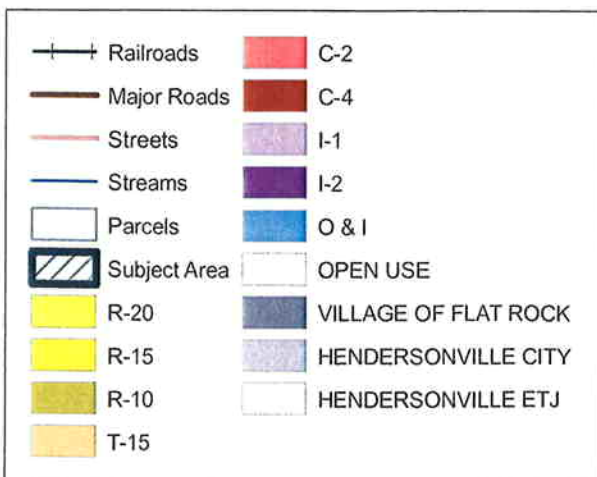 Railroads
Major Roads
Streets
Streams
Parcels
Subject Area
R-20
R-15
R-10
T-15
C-2
C-4
I-1
I-2
O & I
OPEN USE
VILLAGE OF FLAT ROCK
HENDERSONVILLE CITY
HENDERSONVILLE ETJ